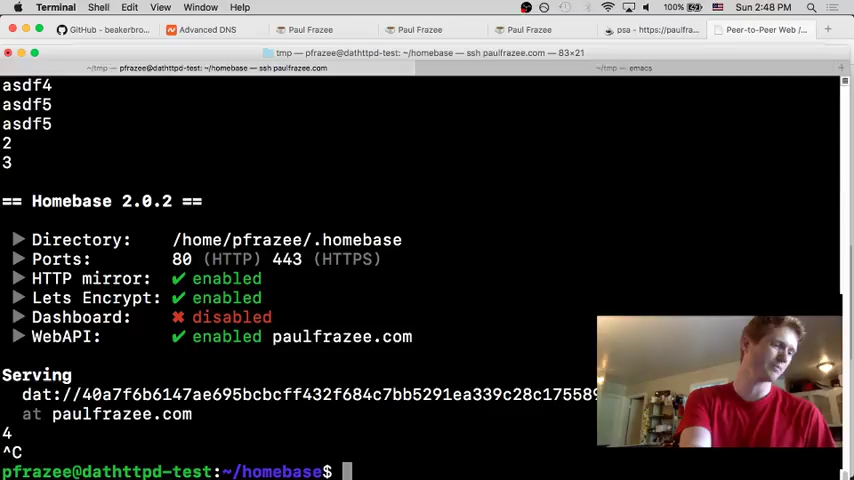 Terminal Shell Edit View Window Help 100% Sun 2:48 PM
GitHub - beakerbro... Advanced DNS Paul Frazee Paul Frazee Paul Frazee psa - https://paulfra... Peer-to-Peer Web /...
tmp — pfrazee@dathttpd-test: ~/homebase — ssh paulfrazee.com — 83×21
~/tmp — pfrazee@dathttpd-test: ~/homebase — ssh paulfrazee.com ~/tmp — emacs
asdf4
asdf5
asdf5
2
3
== Homebase 2.0.2 ==
▶ Directory: /home/pfrazee/.homebase
▶ Ports: 80 (HTTP) 443 (HTTPS)
▶ HTTP mirror: ✔ enabled
▶ Lets Encrypt: ✔ enabled
▶ Dashboard: ✖ disabled
▶ WebAPI: ✔ enabled paulfrazee.com
Serving
dat://40a7f6b6147ae695bcbcff432f684c7bb5291ea339c28c175589
at paulfrazee.com
4
^C
pfrazee@dathttpd-test:~/homebase$